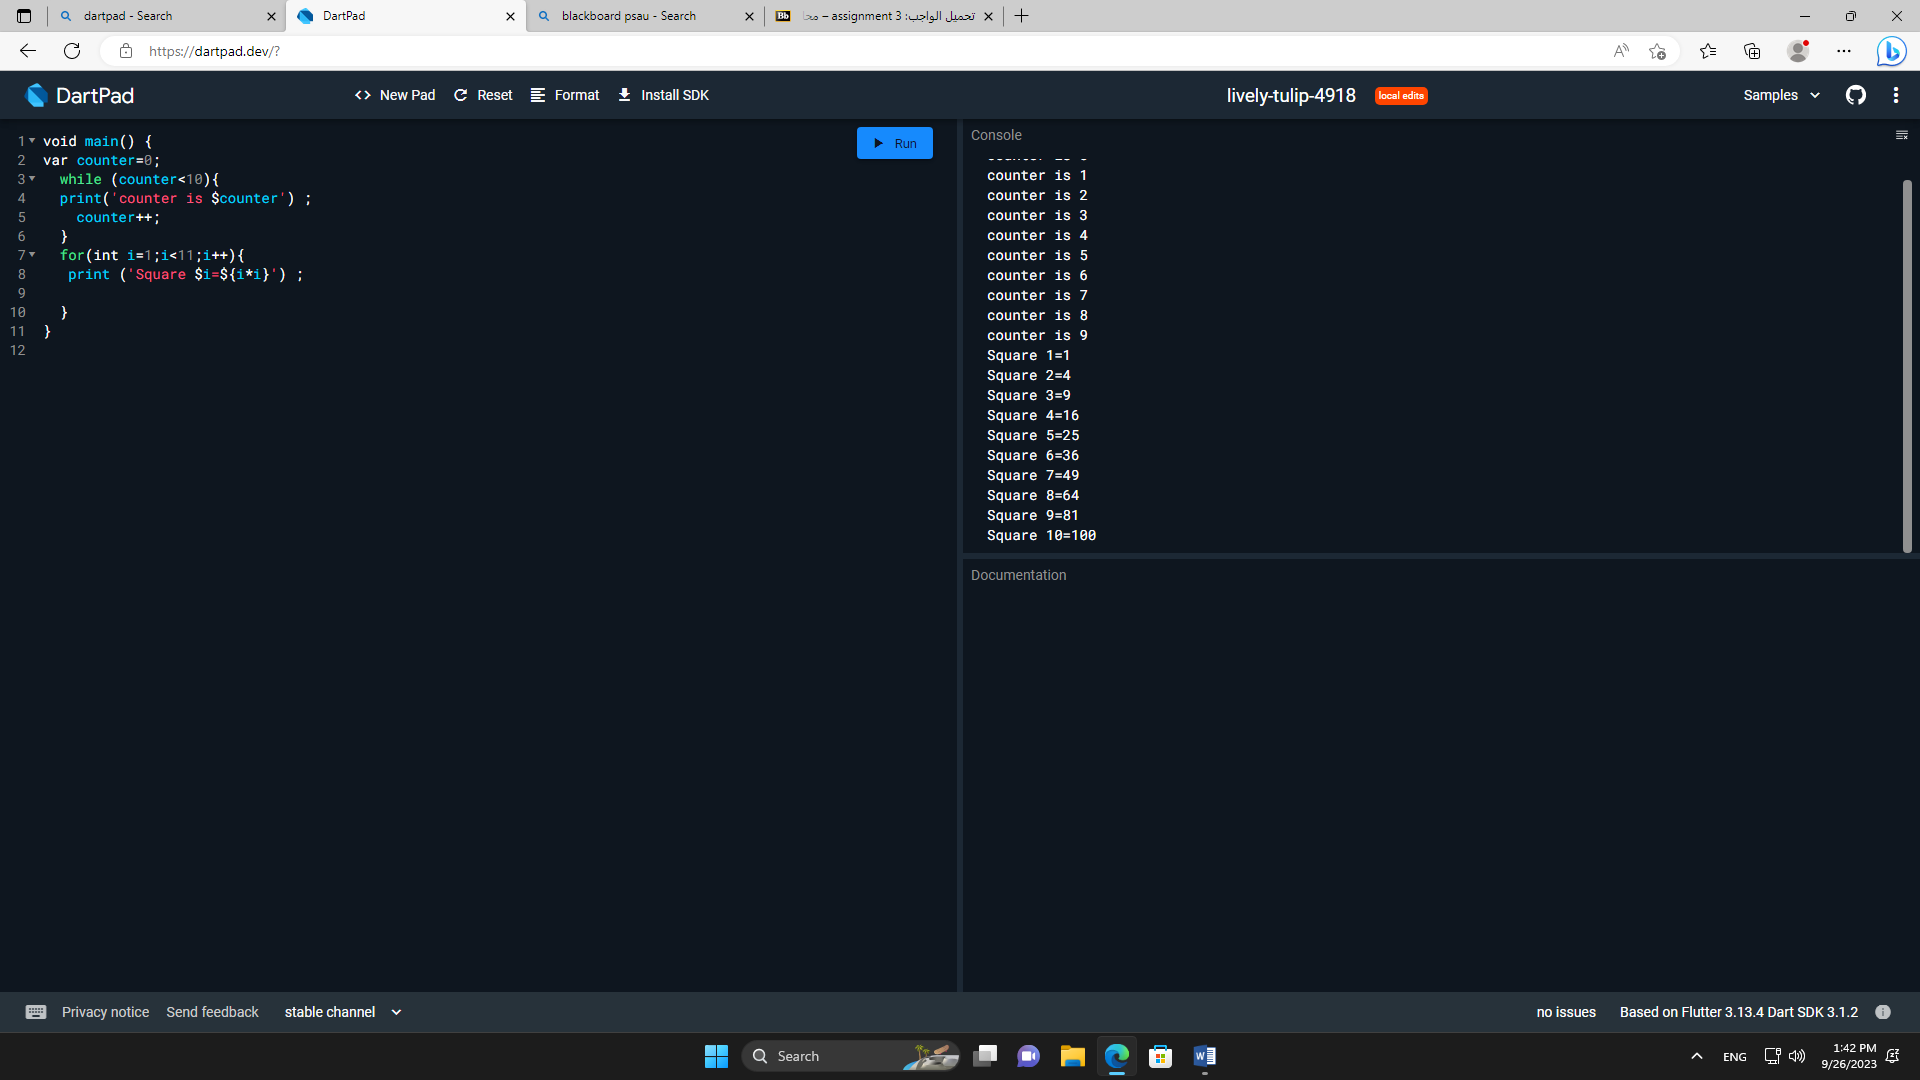 dartpad - Search
DartPad
blackboard psau - Search
تحميل الواجب: assignment 3 – محا
https://dartpad.dev/?
DartPad
New Pad
Reset
Format
Install SDK
lively-tulip-4918
local edits
Samples
Run
1 void main() {
2 var counter=0;
3 while (counter<10){
4 print('counter is $counter') ;
5 counter++;
6 }
7 for(int i=1;i<11;i++){
8 print ('Square $i=${i*i}') ;
9
10 }
11 }
12
Console
counter is 1
counter is 2
counter is 3
counter is 4
counter is 5
counter is 6
counter is 7
counter is 8
counter is 9
Square 1=1
Square 2=4
Square 3=9
Square 4=16
Square 5=25
Square 6=36
Square 7=49
Square 8=64
Square 9=81
Square 10=100
Documentation
Privacy notice
Send feedback
stable channel
no issues
Based on Flutter 3.13.4 Dart SDK 3.1.2
Search
ENG
1:42 PM
9/26/2023